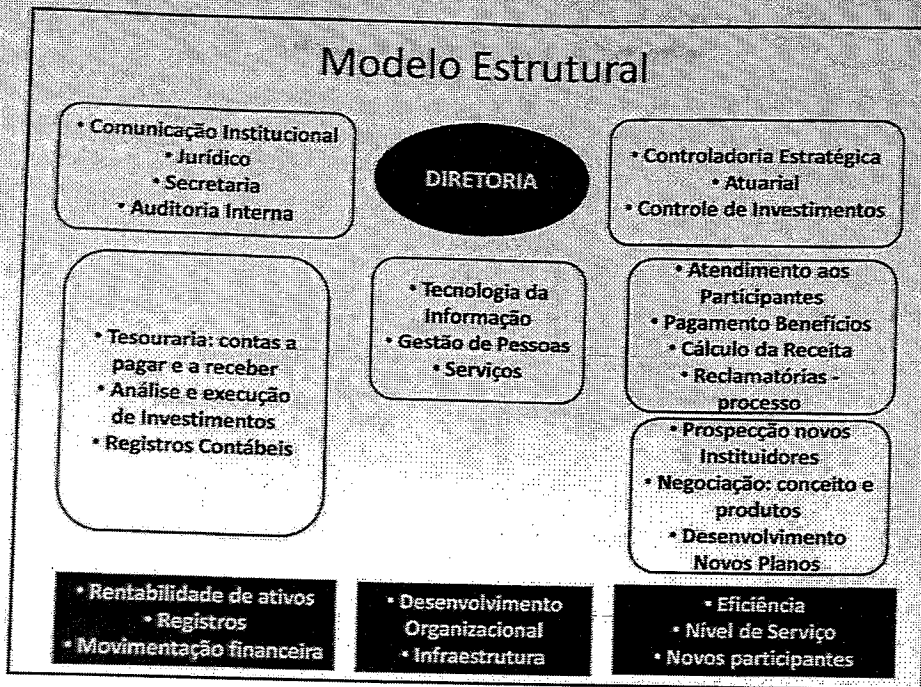 Modelo Estrutural
• Comunicação Institucional
• Jurídico
• Secretaria
• Auditoria Interna
DIRETORIA
• Controladoria Estratégica
• Atuarial
• Controle de Investimentos
• Tesouraria: contas a
pagar e a receber
• Análise e execução
de Investimentos
• Registros Contábeis
• Tecnologia da
Informação
• Gestão de Pessoas
• Serviços
• Atendimento aos
Participantes
• Pagamento Benefícios
• Cálculo da Receita
• Reclamatórias -
processo
• Prospecção novos
Instituidores
• Negociação: conceito e
produtos
• Desenvolvimento
Novos Planos
• Rentabilidade de ativos
• Registros
• Movimentação financeira
• Desenvolvimento
Organizacional
• Infraestrutura
• Eficiência
• Nível de Serviço
• Novos participantes